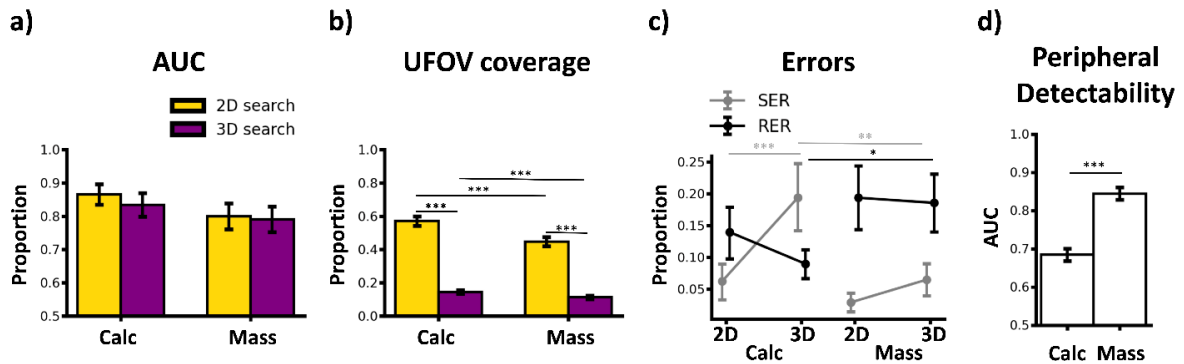 a)
AUC
2D search
3D search
Proportion
1.0
0.9
0.8
0.7
0.6
0.5
Calc
Mass
b)
UFOV coverage
Proportion
1.0
0.8
0.6
0.4
0.2
0.0
***
***
***
***
Calc
Mass
c)
Errors
SER
RER
Proportion
0.25
0.20
0.15
0.10
0.05
***
**
*
2D 3D 2D 3D
Calc Mass
d)
Peripheral
Detectability
AUC
1.0
0.9
0.8
0.7
0.6
0.5
***
Calc Mass